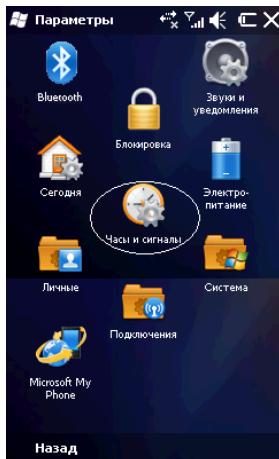 Параметры
Bluetooth
Звуки и
уведомления
Блокировка
Сегодня
Электро-
питание
Часы и сигналы
Личные
Система
Подключения
Microsoft My
Phone
Назад